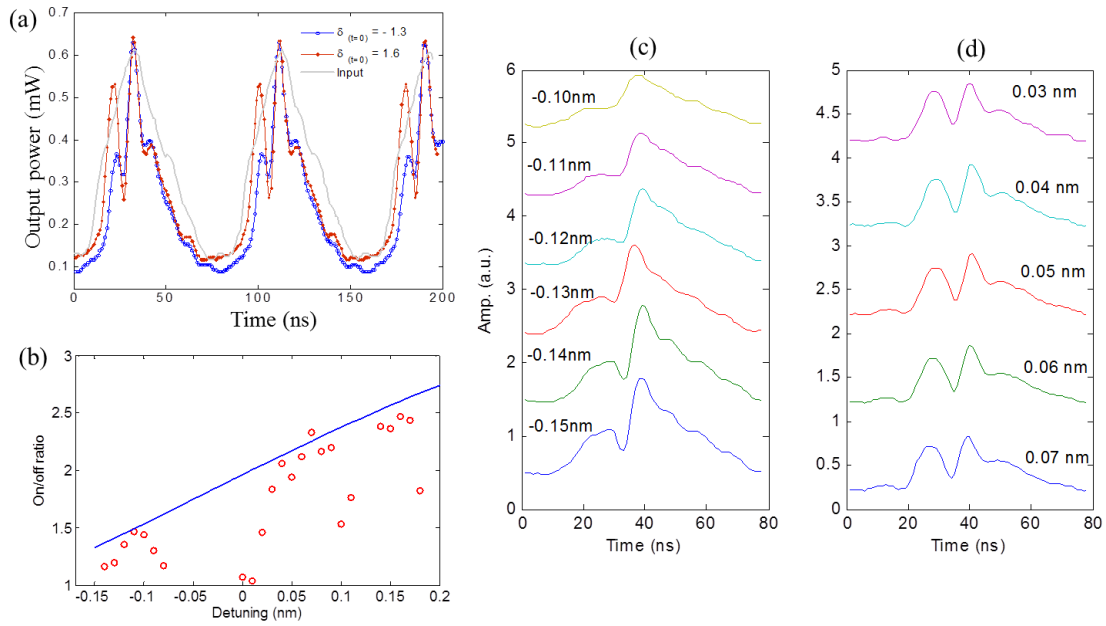 (a)
0.7
0.6
0.5
0.4
0.3
0.2
0.1
Output power (mW)
δ (t=0) = - 1.3
δ (t=0) = 1.6
Input
0
50
100
150
200
Time (ns)
(b)
3
2.5
2
1.5
1
On/off ratio
-0.15
-0.1
-0.05
0
0.05
0.1
0.15
0.2
Detuning (nm)
(c)
6
5
4
3
2
1
0
Amp. (a.u.)
-0.10nm
-0.11nm
-0.12nm
-0.13nm
-0.14nm
-0.15nm
0
20
40
60
80
Time (ns)
(d)
5
4.5
4
3.5
3
2.5
2
1.5
1
0.5
0
0.03 nm
0.04 nm
0.05 nm
0.06 nm
0.07 nm
0
20
40
60
80
Time (ns)